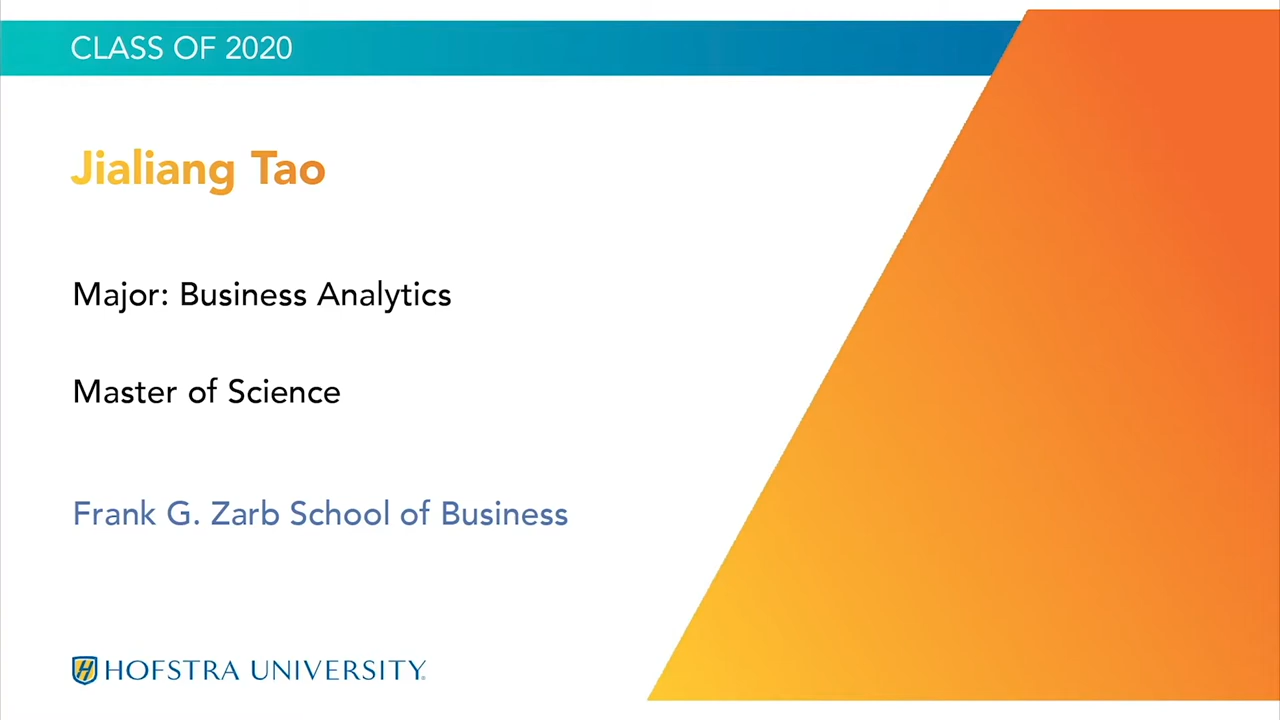 CLASS OF 2020
Jialiang Tao
Major: Business Analytics
Master of Science
Frank G. Zarb School of Business
H HOFSTRA UNIVERSITY®